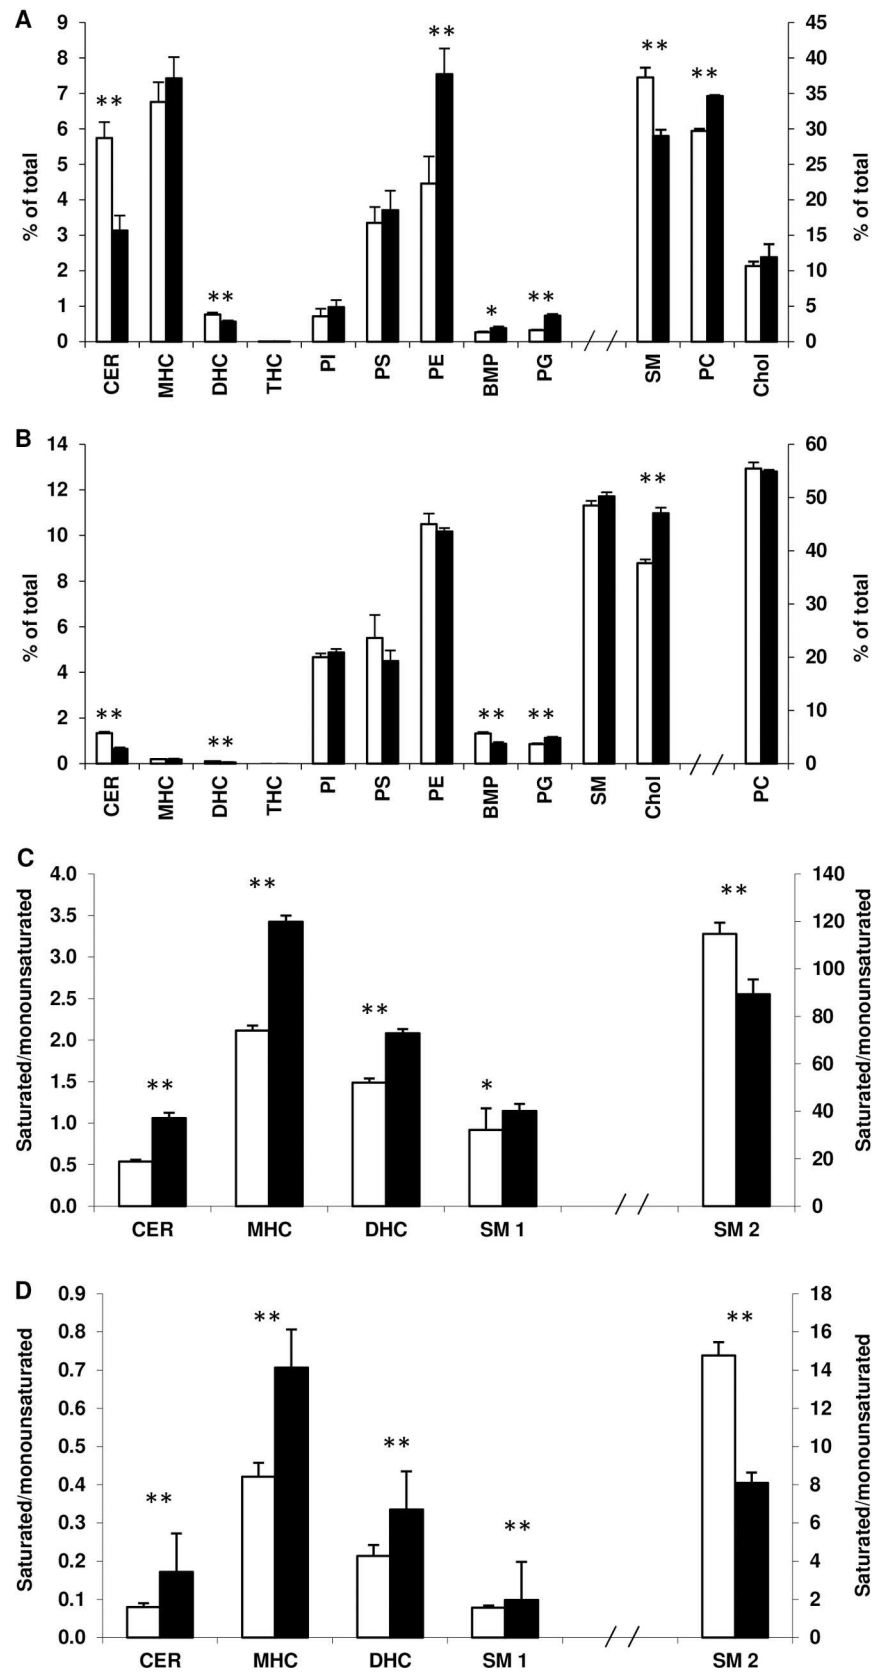 A
9 45
8 40
7 35
6 30
5 25
4 20
3 15
2 10
1 5
0 0
% of total
% of total
** ** ** * ** ** **
CER MHC DHC THC PI PS PE BMP PG // SM PC Chol
B
14 60
12 50
10 40
8 30
6 20
4 10
2
0 0
% of total
% of total
** ** ** ** **
CER MHC DHC THC PI PS PE BMP PG SM Chol // PC
C
4.0 140
3.5 120
3.0 100
2.5 80
2.0 60
1.5 40
1.0 20
0.5
0.0 0
Saturated/monounsaturated
Saturated/monounsaturated
** ** ** * **
CER MHC DHC SM 1 // SM 2
D
0.9 18
0.8 16
0.7 14
0.6 12
0.5 10
0.4 8
0.3 6
0.2 4
0.1 2
0.0 0
Saturated/monounsaturated
Saturated/monounsaturated
** ** ** ** **
CER MHC DHC SM 1 // SM 2